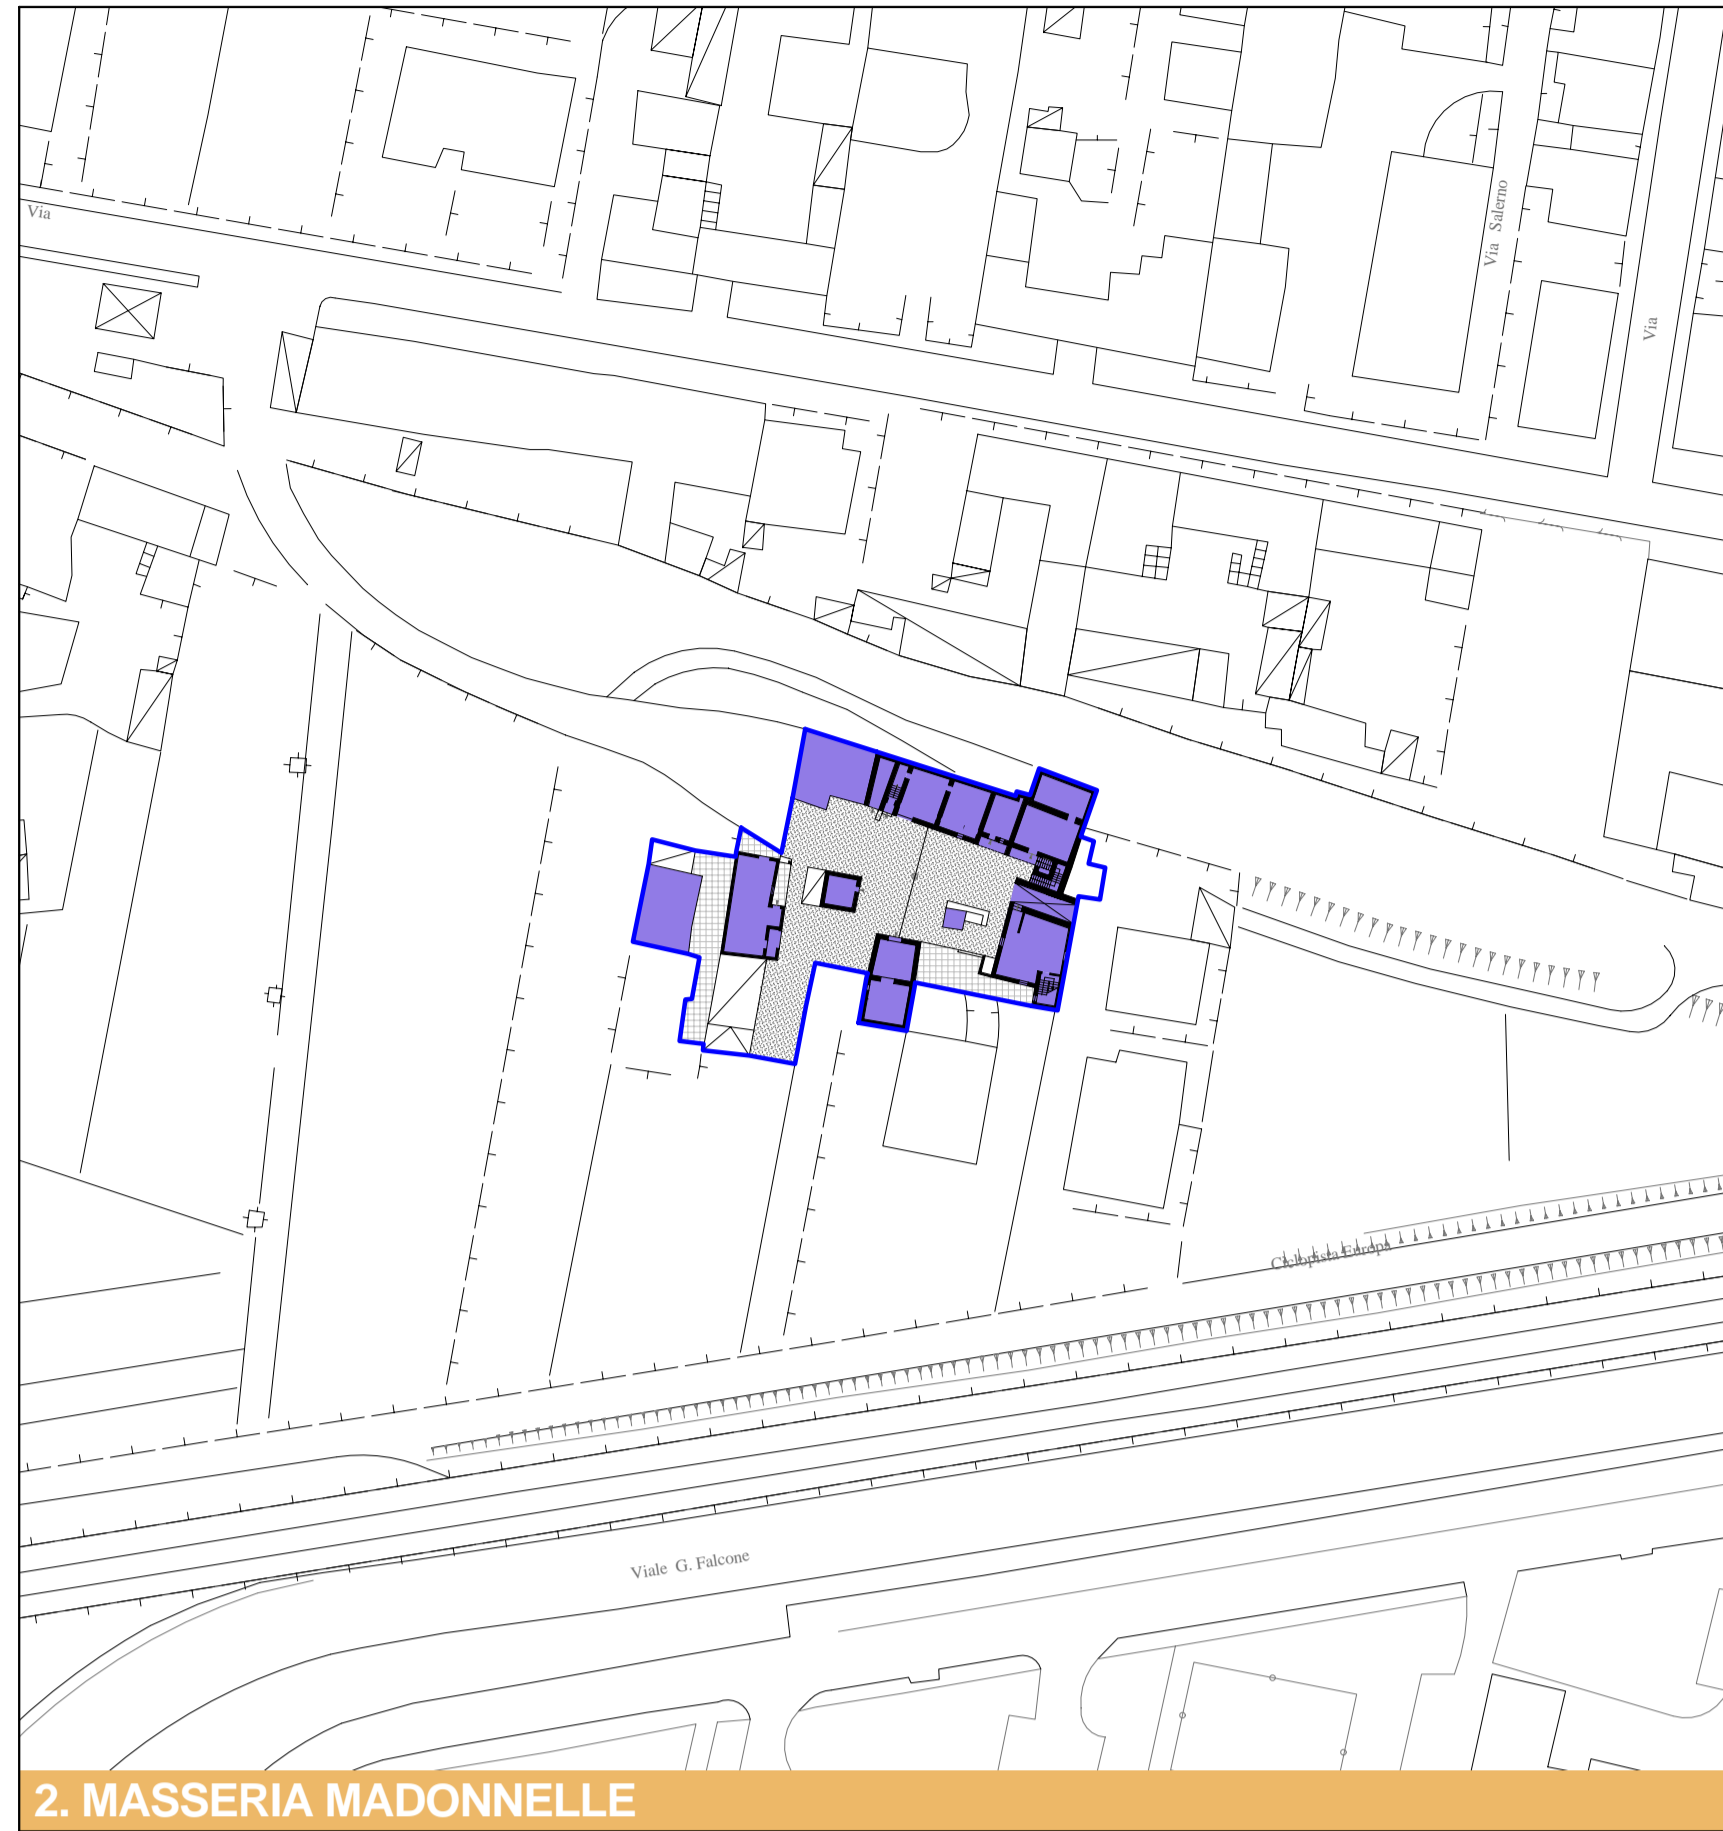 Via
Via Salerno
Via
Ciclopista Europa
Viale G. Falcone
2. MASSERIA MADONNELLE